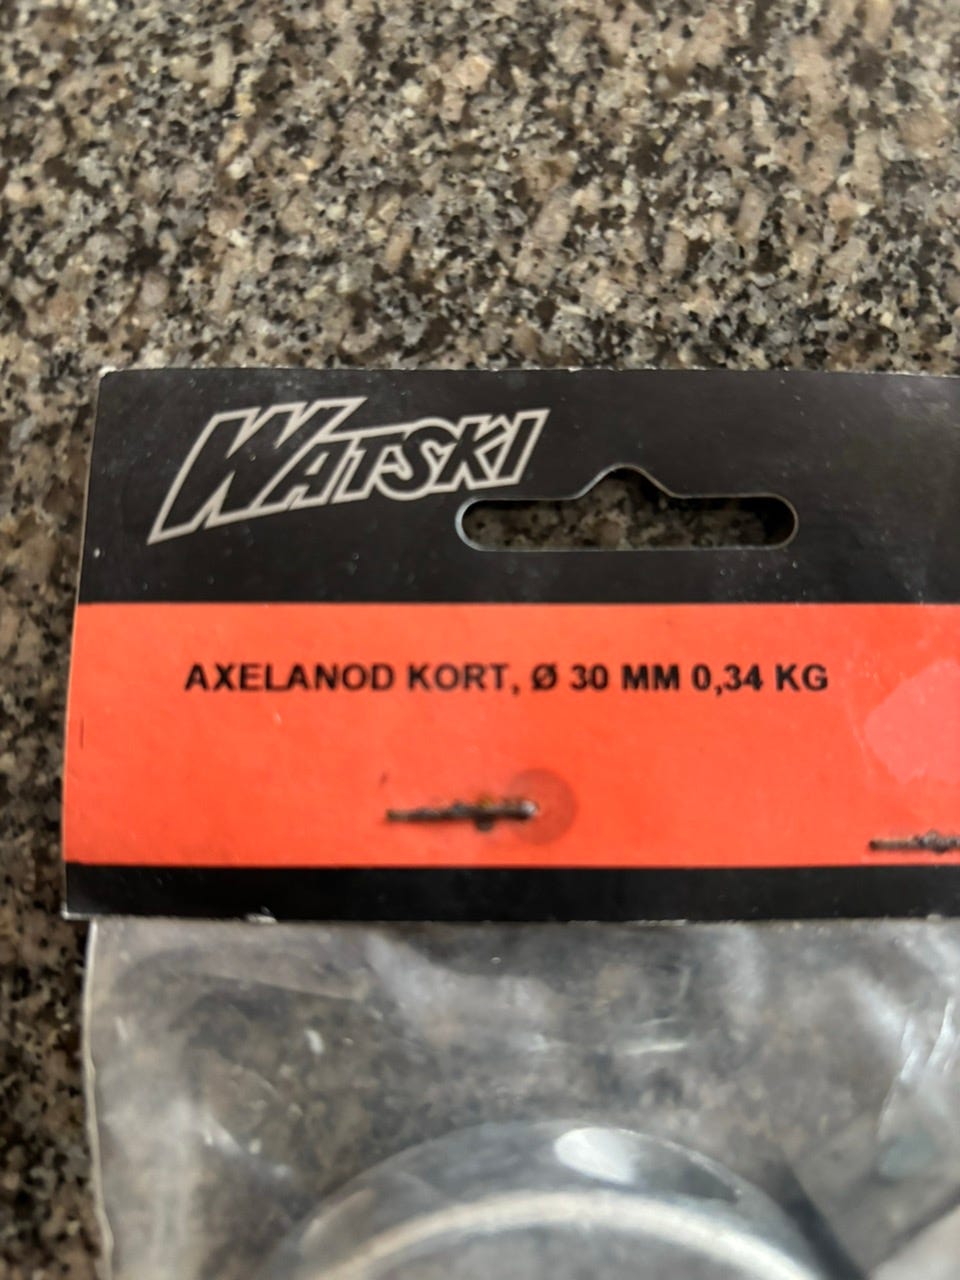 WATSKI
AXELANOD KORT, Ø 30 MM 0,34 KG